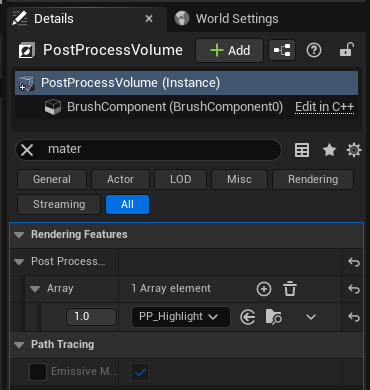 Details
World Settings
PostProcessVolume
Add
PostProcessVolume (Instance)
BrushComponent (BrushComponent0) Edit in C++
mater
General Actor LOD Misc Rendering
Streaming All
Rendering Features
Post Process...
Array 1 Array element
1.0 PP_Highlight
Path Tracing
Emissive M...